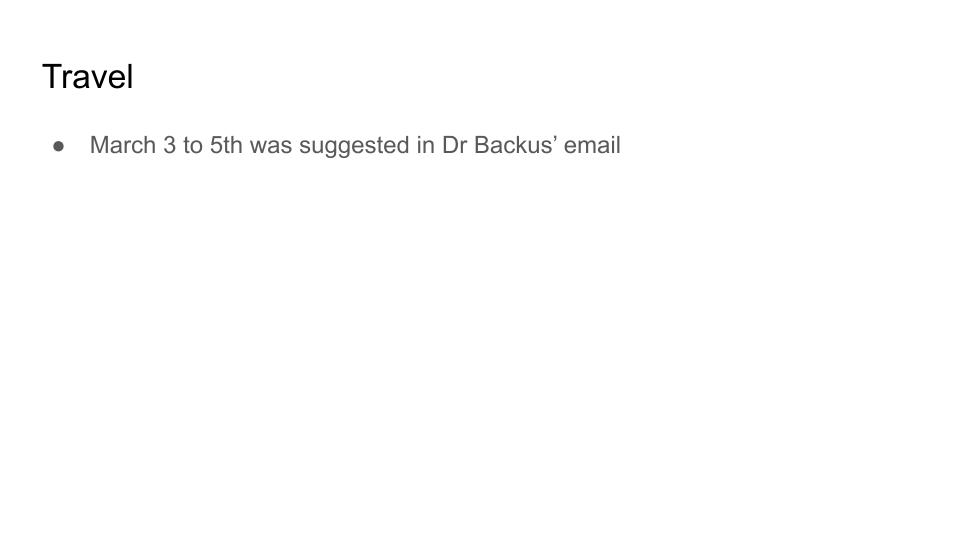 Travel
● March 3 to 5th was suggested in Dr Backus’ email